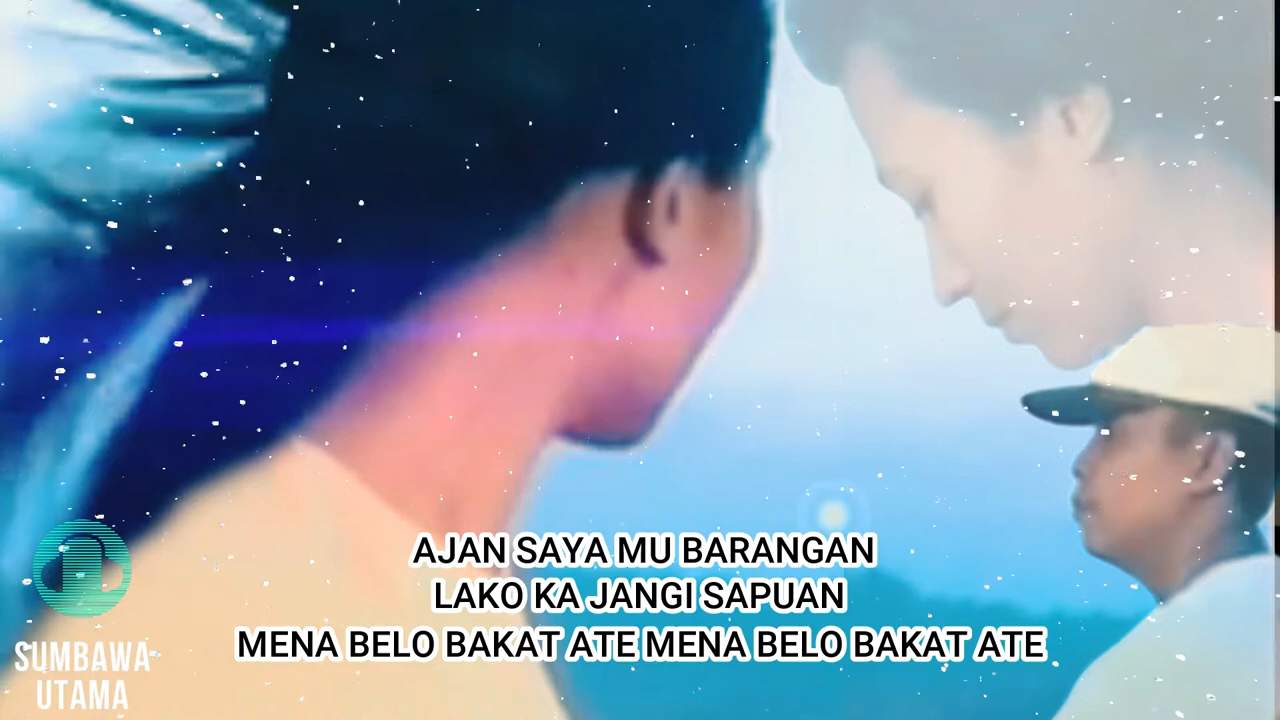 AJAN SAYA MU BARANGAN
LAKO KA JANGI SAPUAN
MENA BELO BAKAT ATE MENA BELO BAKAT ATE
SUMBAWA
UTAMA